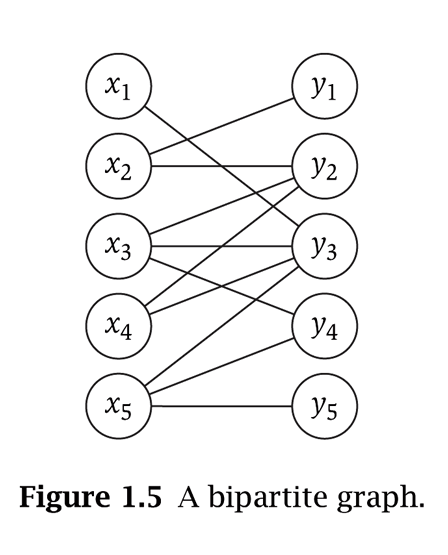 x1 y1
x2 y2
x3 y3
x4 y4
x5 y5
Figure 1.5 A bipartite graph.